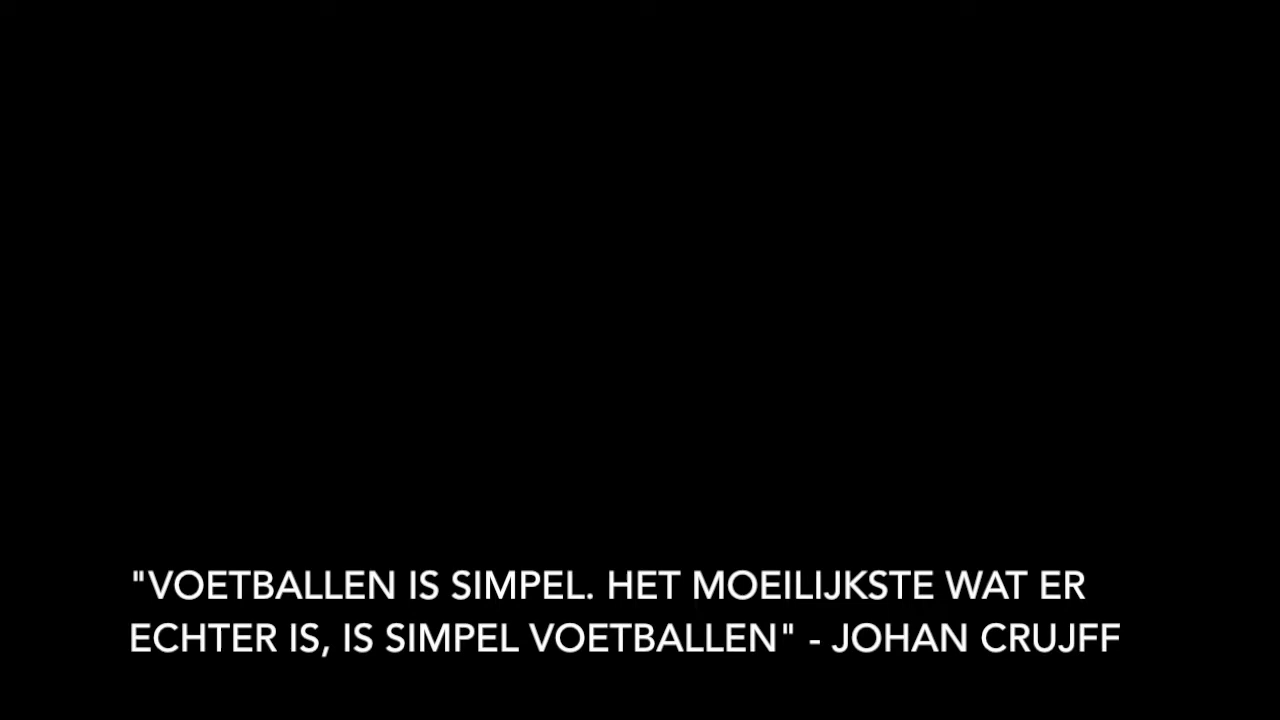 "VOETBALLEN IS SIMPEL. HET MOEILIJKSTE WAT ER
ECHTER IS, IS SIMPEL VOETBALLEN" - JOHAN CRUJFF